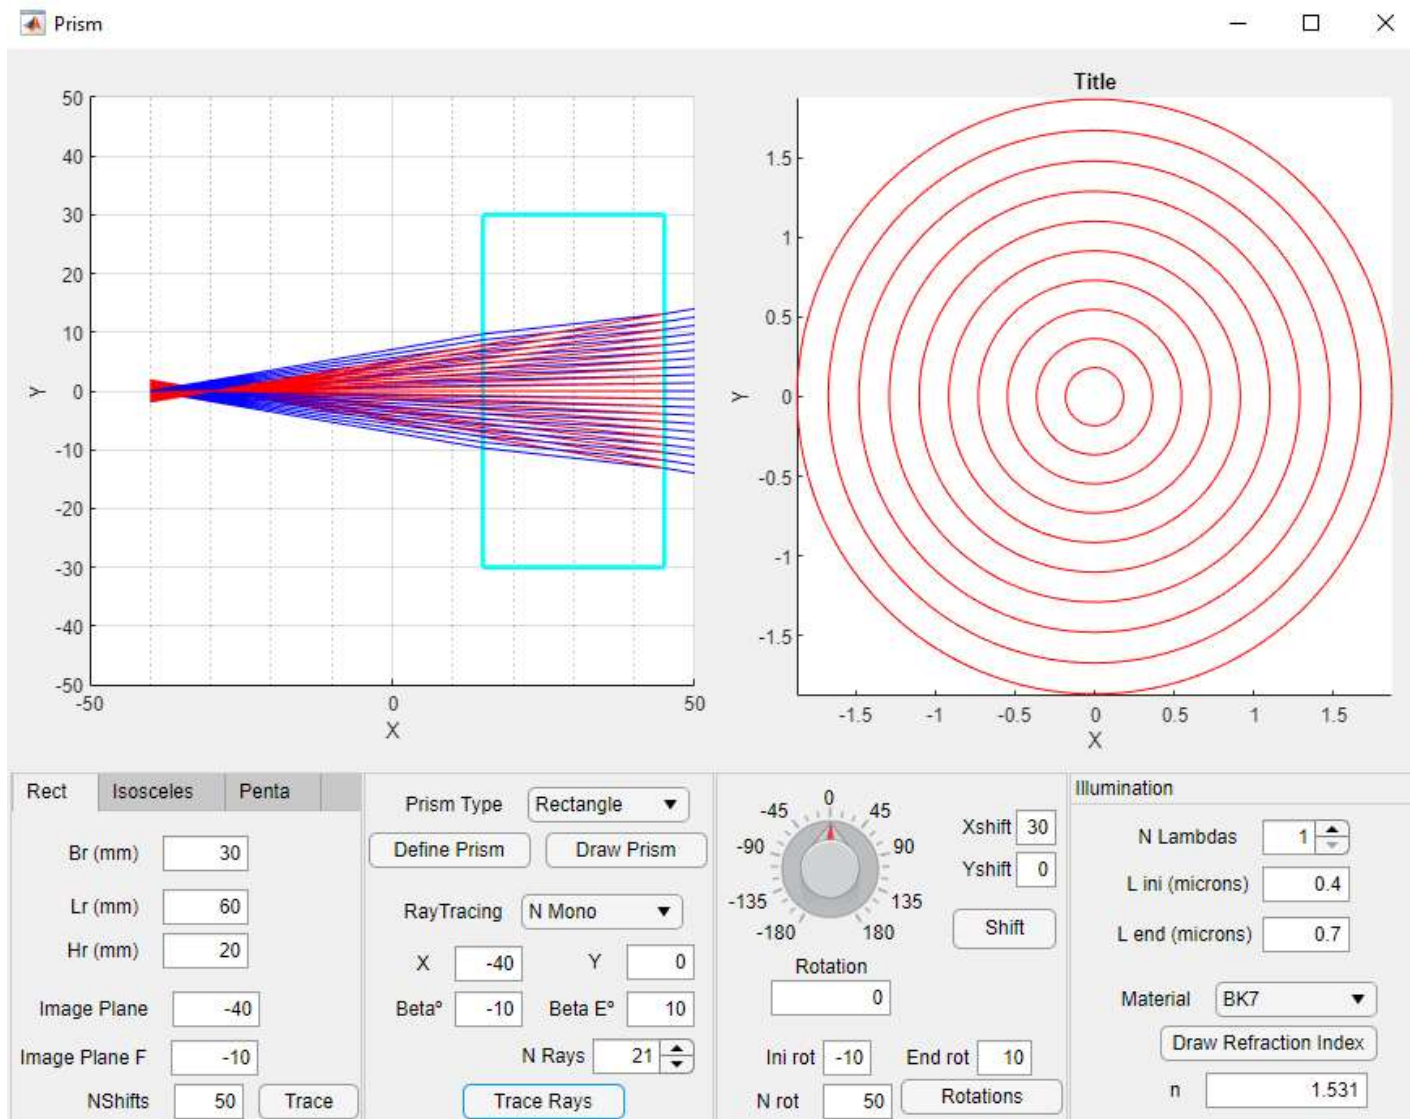 Prism
Title
50
40
30
20
10
0
-10
-20
-30
-40
-50
Y
-50 0 50
X
1.5
1
0.5
0
-0.5
-1
-1.5
Y
-1.5 -1 -0.5 0 0.5 1 1.5
X
Rect Isosceles Penta
Br (mm) 30
Lr (mm) 60
Hr (mm) 20
Image Plane -40
Image Plane F -10
NShifts 50 Trace
Prism Type Rectangle
Define Prism Draw Prism
RayTracing N Mono
X -40 Y 0
Betaº -10 Beta Eº 10
N Rays 21
Trace Rays
0
-45 45
-90 90
-135 135
-180 180
Xshift 30
Yshift 0
Shift
Rotation
0
Ini rot -10 End rot 10
N rot 50 Rotations
Illumination
N Lambdas 1
L ini (microns) 0.4
L end (microns) 0.7
Material BK7
Draw Refraction Index
n 1.531